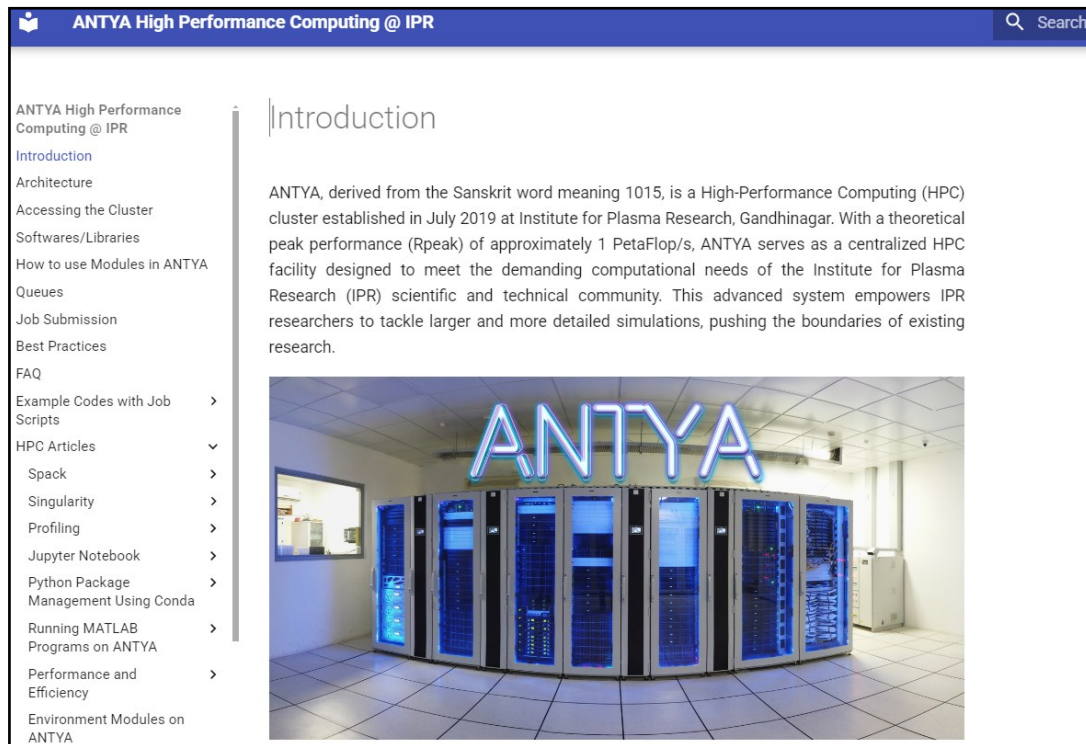 ANTYA High Performance Computing @ IPR
Search
ANTYA High Performance
Computing @ IPR
Introduction
Architecture
Accessing the Cluster
Softwares/Libraries
How to use Modules in ANTYA
Queues
Job Submission
Best Practices
FAQ
Example Codes with Job
Scripts
HPC Articles
Spack
Singularity
Profiling
Jupyter Notebook
Python Package
Management Using Conda
Running MATLAB
Programs on ANTYA
Performance and
Efficiency
Environment Modules on
ANTYA
Introduction
ANTYA, derived from the Sanskrit word meaning 1015, is a High-Performance Computing (HPC)
cluster established in July 2019 at Institute for Plasma Research, Gandhinagar. With a theoretical
peak performance (Rpeak) of approximately 1 PetaFlop/s, ANTYA serves as a centralized HPC
facility designed to meet the demanding computational needs of the Institute for Plasma
Research (IPR) scientific and technical community. This advanced system empowers IPR
researchers to tackle larger and more detailed simulations, pushing the boundaries of existing
research.
ANTYA